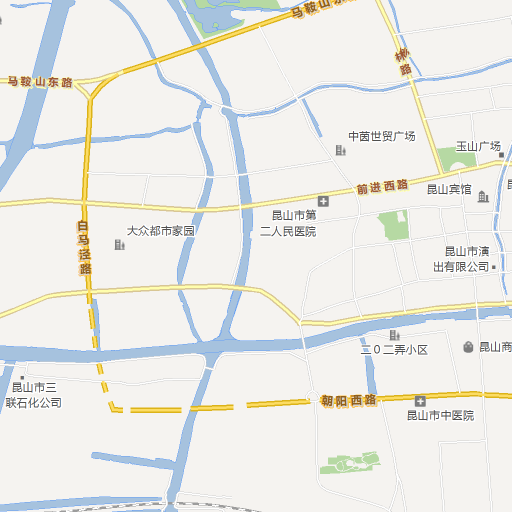 马鞍山东路
马鞍山东路
林
路
中茵世贸广场
玉山广场
前进西路
昆山宾馆
昆山市第
二人民医院
白马泾路
大众都市家园
昆山市演
出有限公司
二0二弄小区
昆山商
昆山市三
联石化公司
朝阳西路
昆山市中医院